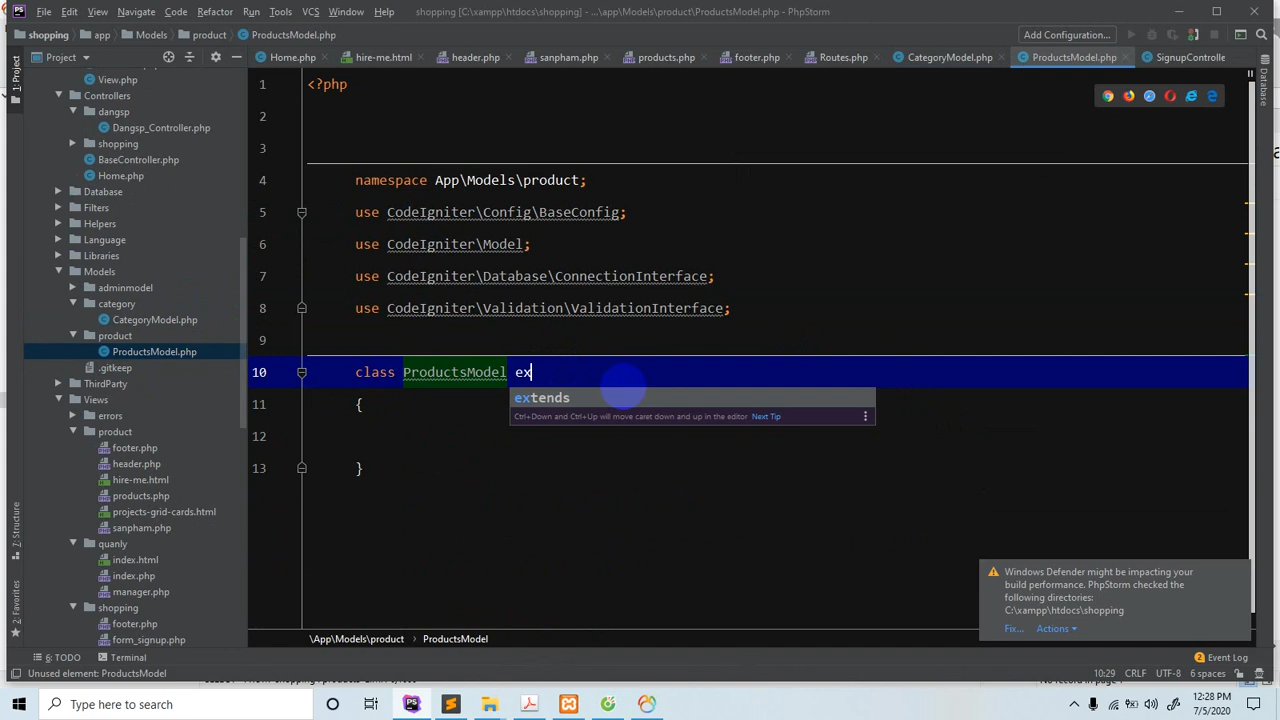 File Edit View Navigate Code Refactor Run Tools VCS Window Help shopping [C:\xampp\htdocs\shopping] - ...\app\Models\product\ProductsModel.php - PhpStorm
shopping app Models product ProductsModel.php Add Configuration...
Project Home.php hire-me.html header.php sanpham.php products.php footer.php Routes.php CategoryModel.php ProductsModel.php SignupControlle
1: Project
Database
View.php
Controllers
dangsp
Dangsp_Controller.php
shopping
BaseController.php
Home.php
Database
Filters
Helpers
Language
Libraries
Models
adminmodel
category
CategoryModel.php
product
ProductsModel.php
.gitkeep
ThirdParty
Views
errors
product
footer.php
header.php
hire-me.html
products.php
projects-grid-cards.html
sanpham.php
quanly
index.html
index.php
manager.php
shopping
footer.php
form_signup.php
7: Structure
2: Favorites
1 <?php
2
3
4 namespace App\Models\product;
5 use CodeIgniter\Config\BaseConfig;
6 use CodeIgniter\Model;
7 use CodeIgniter\Database\ConnectionInterface;
8 use CodeIgniter\Validation\ValidationInterface;
9
10 class ProductsModel ex
extends
Ctrl+Down and Ctrl+Up will move caret down and up in the editor Next Tip
11 {
12
13 }
Windows Defender might be impacting your
build performance. PhpStorm checked the
following directories:
C:\xampp\htdocs\shopping
Fix... Actions
\App\Models\product ProductsModel
6: TODO Terminal 2 Event Log
Unused element: ProductsModel 10:29 CRLF UTF-8 6 spaces
Type here to search 12:28 PM
7/5/2020